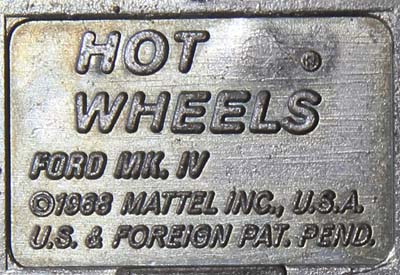 HOT ®
WHEELS
FORD MK. IV
©1968 MATTEL INC., U.S.A.
U.S. & FOREIGN PAT. PEND.